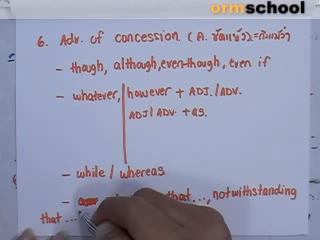 ormschool
6. Adv. of concession (A. ขัดแย้ง) = ถึงแม้ว่า
- though, although, even though, even if
- whatever, however + ADJ./ADV.
ADJ/ADV. + as.
- while / whereas
- that ..., notwithstanding
that ...